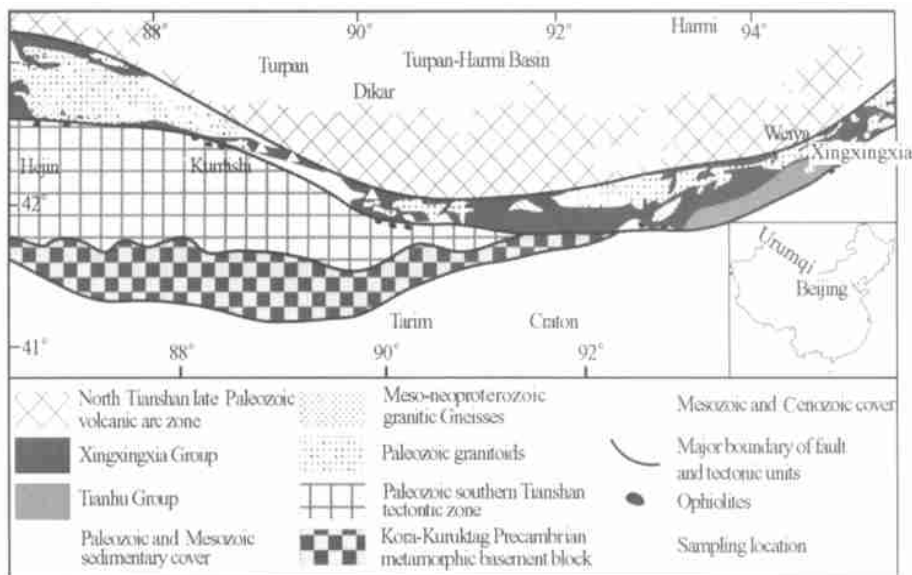 88° 90° 92° 94°
Harmi
Turpan
Turpan-Harmi Basin
Dikar
Weiya
Xingxingxia
Hejin
Kumishi
42°
Urumqi
Beijing
Tarim Craton
41°
88° 90° 92°
North Tianshan late Paleozoic
volcanic arc zone
Xingxingxia Group
Tianhu Group
Paleozoic and Mesozoic
sedimentary cover
Meso-neoproterozoic
granitic Gneisses
Paleozoic granitoids
Paleozoic southern Tianshan
tectontic zone
Kora-Kuruktag Precambrian
metamorphic basement block
Mesozoic and Cenozoic cover
Major boundary of fault
and tectonic units
Ophiolites
Sampling location